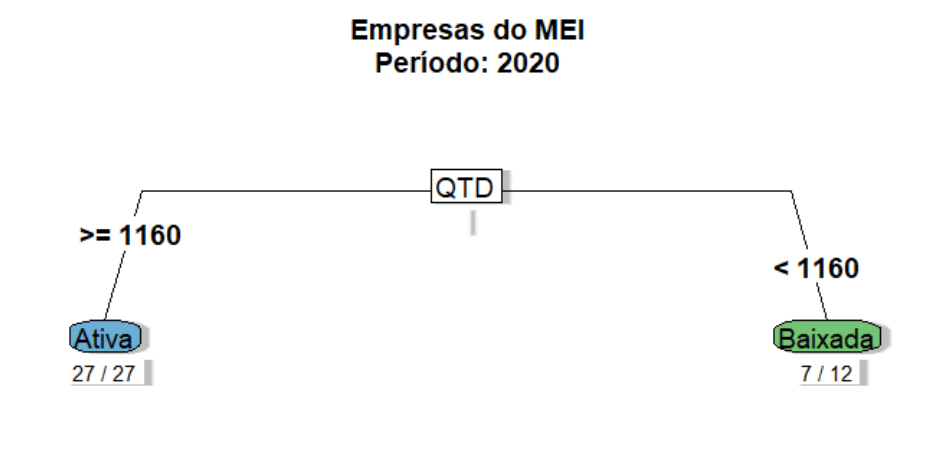 Empresas do MEI
Período: 2020
QTD
>= 1160
< 1160
Ativa
Baixada
27 / 27
7 / 12